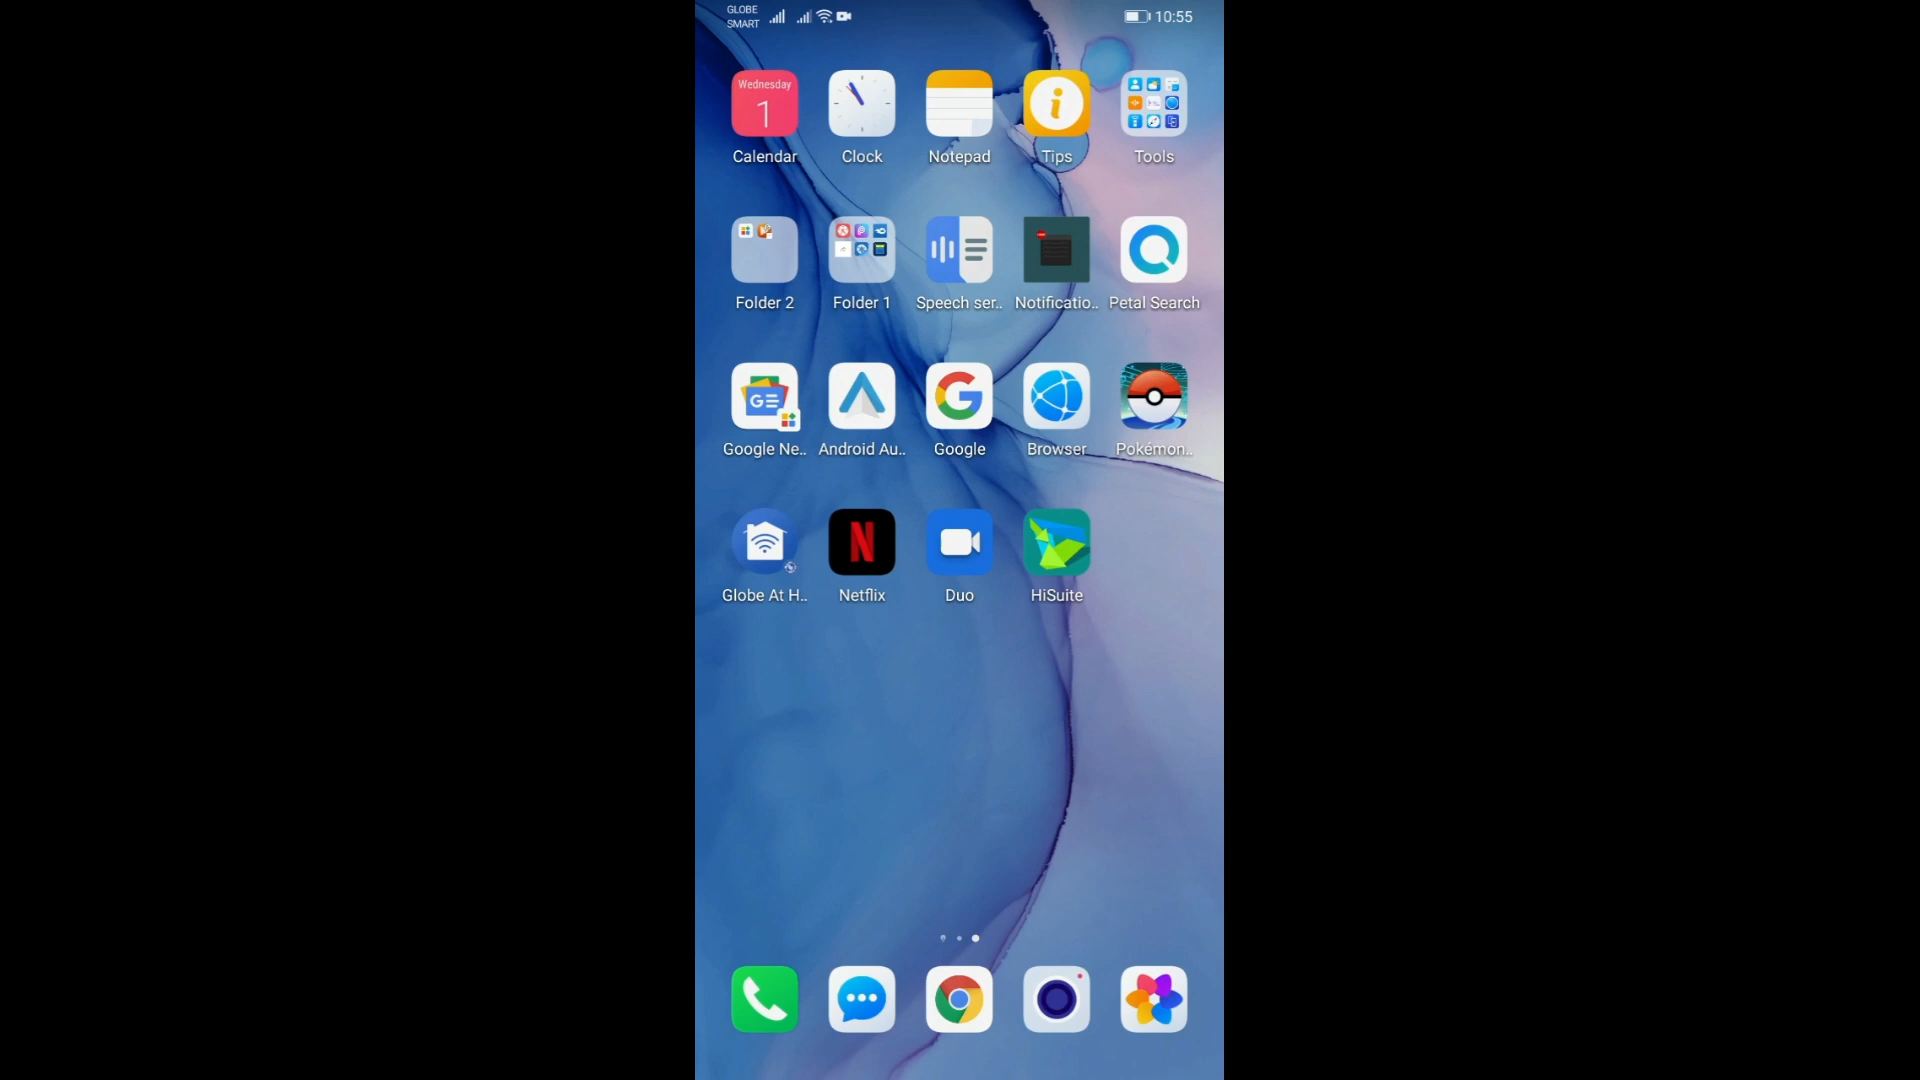 GLOBE
SMART
10:55
Wednesday
1
Calendar
Clock
Notepad
Tips
Tools
Folder 2
Folder 1
Speech ser..
Notificatio..
Petal Search
Google Ne..
Android Au..
Google
Browser
Pokémon..
Globe At H..
Netflix
Duo
HiSuite